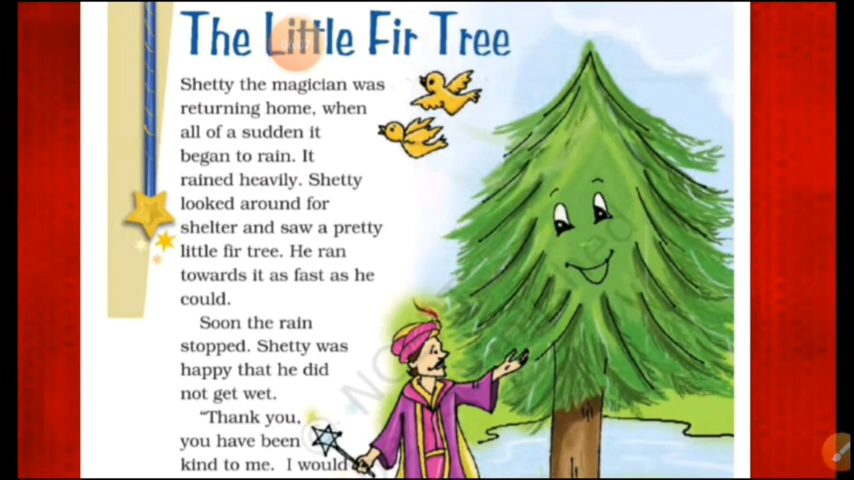 The Little Fir Tree
Shetty the magician was
returning home, when
all of a sudden it
began to rain. It
rained heavily. Shetty
looked around for
shelter and saw a pretty
little fir tree. He ran
towards it as fast as he
could.
Soon the rain
stopped. Shetty was
happy that he did
not get wet.
“Thank you,
you have been
kind to me. I would